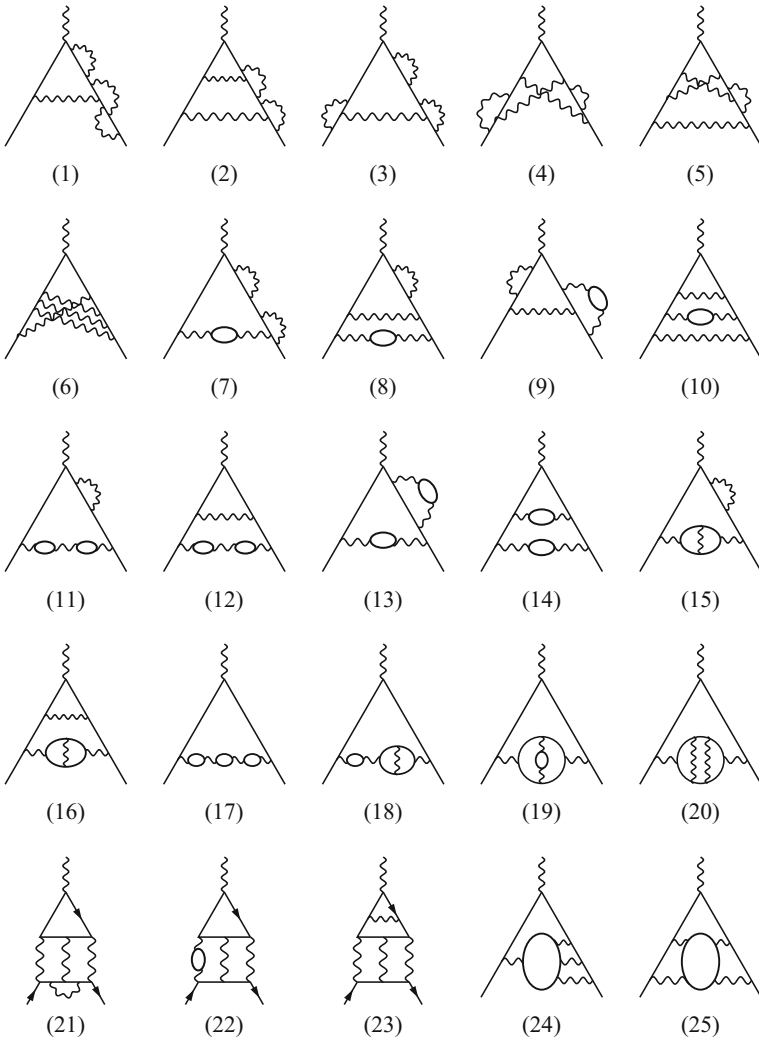 (1) (2) (3) (4) (5)
(6) (7) (8) (9) (10)
(11) (12) (13) (14) (15)
(16) (17) (18) (19) (20)
(21) (22) (23) (24) (25)